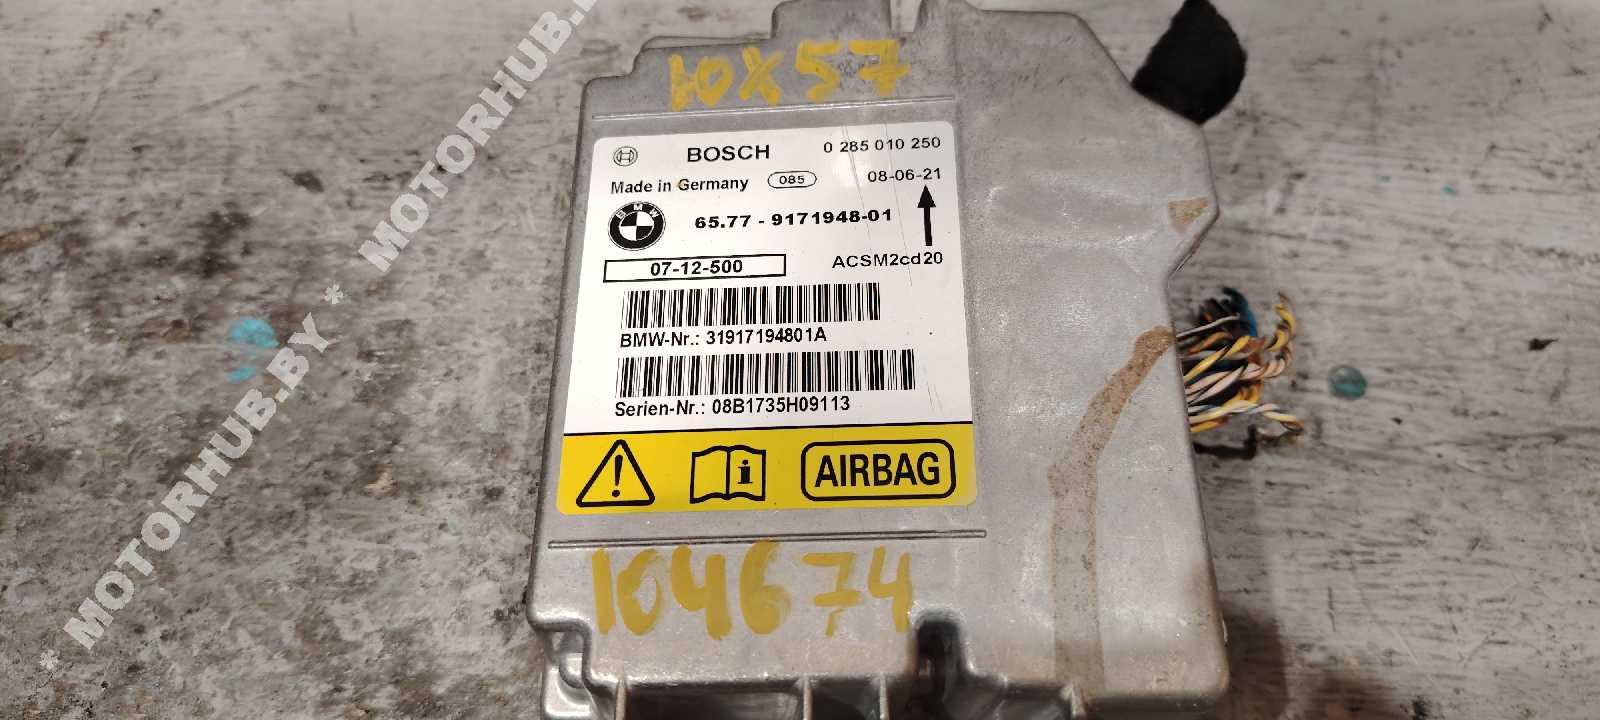 10X57
BOSCH 0 285 010 250
Made in Germany 085 08-06-21
BMW 65.77 - 9171948-01
07-12-500 ACSM2cd20
BMW-Nr.: 31917194801A
Serien-Nr.: 08B1735H09113
AIRBAG
104674
* MOTORHUB.BY * MOTORHUB.